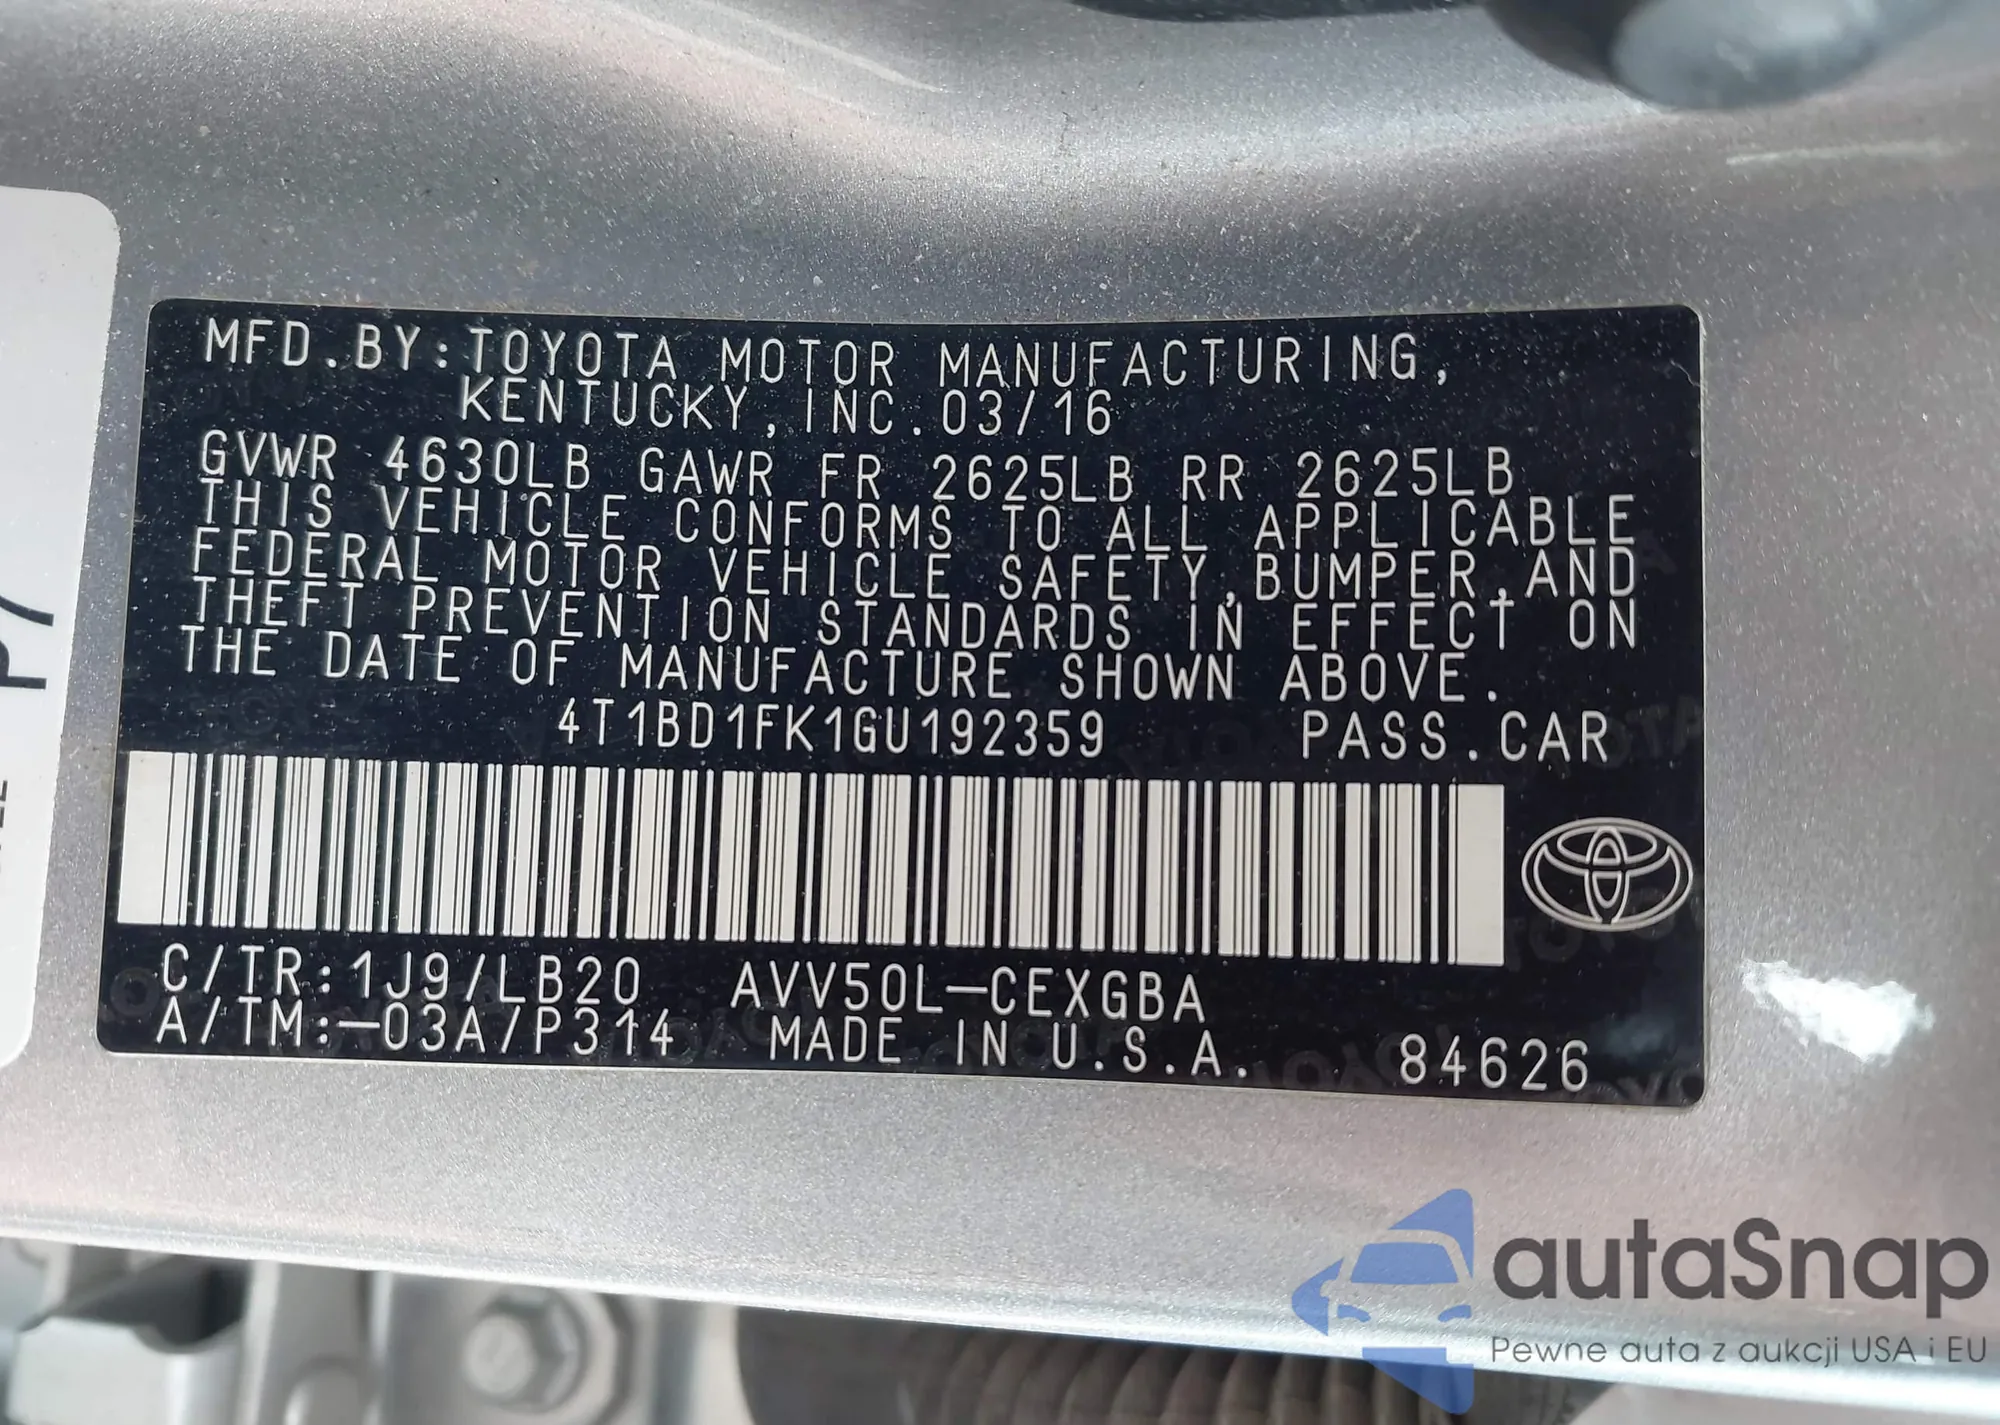 MFD.BY:TOYOTA MOTOR MANUFACTURING,
KENTUCKY,INC.03/16
GVWR 4630LB GAWR FR 2625LB RR 2625LB
THIS VEHICLE CONFORMS TO ALL APPLICABLE
FEDERAL MOTOR VEHICLE SAFETY,BUMPER,AND
THEFT PREVENTION STANDARDS IN EFFECT ON
THE DATE OF MANUFACTURE SHOWN ABOVE.
4T1BD1FK1GU192359 PASS.CAR
C/TR:1J9/LB20 AVV50L-CEXGBA
A/TM:-03A/P314 MADE IN U.S.A. 84626
autaSnap
Pewne auta z aukcji USA i EU